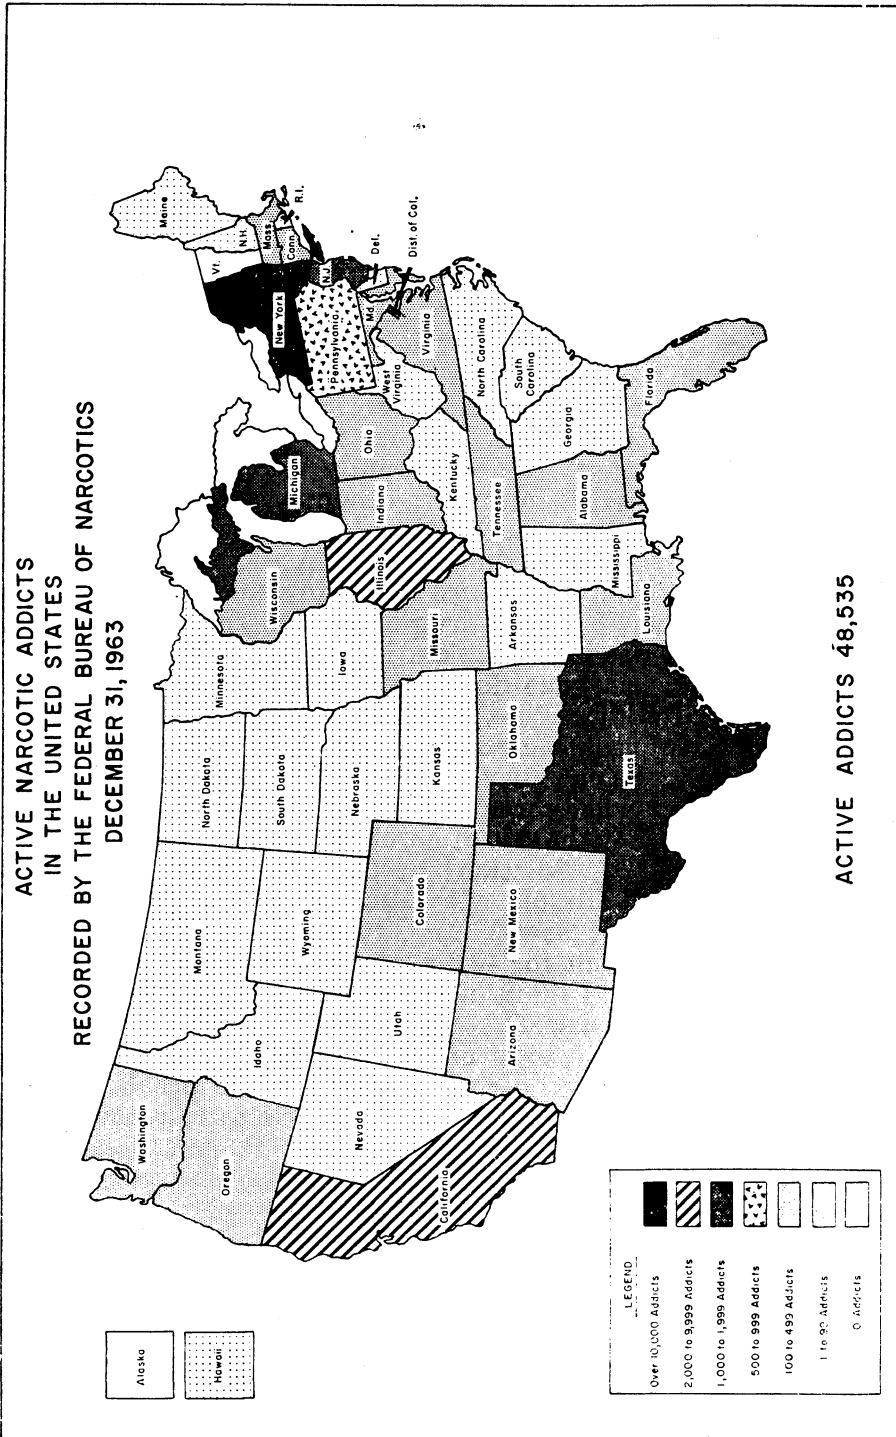 ACTIVE NARCOTIC ADDICTS
IN THE UNITED STATES
RECORDED BY THE FEDERAL BUREAU OF NARCOTICS
DECEMBER 31, 1963
Alaska
Hawaii
Washington
Oregon
California
Nevada
Idaho
Montana
Wyoming
Utah
Arizona
Colorado
New Mexico
North Dakota
South Dakota
Nebraska
Kansas
Oklahoma
Texas
Minnesota
Iowa
Missouri
Arkansas
Louisiana
Wisconsin
Illinois
Michigan
Indiana
Ohio
Kentucky
Tennessee
Mississippi
Alabama
Georgia
Florida
South
Carolina
North Carolina
Virginia
West
Virginia
Pennsylvania
New York
Md.
Dist. of Col.
Del.
N.J.
Conn.
R.I.
Mass.
Vt.
N.H.
Maine
LEGEND
Over 10,000 Addicts
2,000 to 9,999 Addicts
1,000 to 1,999 Addicts
500 to 999 Addicts
100 to 499 Addicts
1 to 99 Addicts
0 Addicts
ACTIVE ADDICTS 48,535